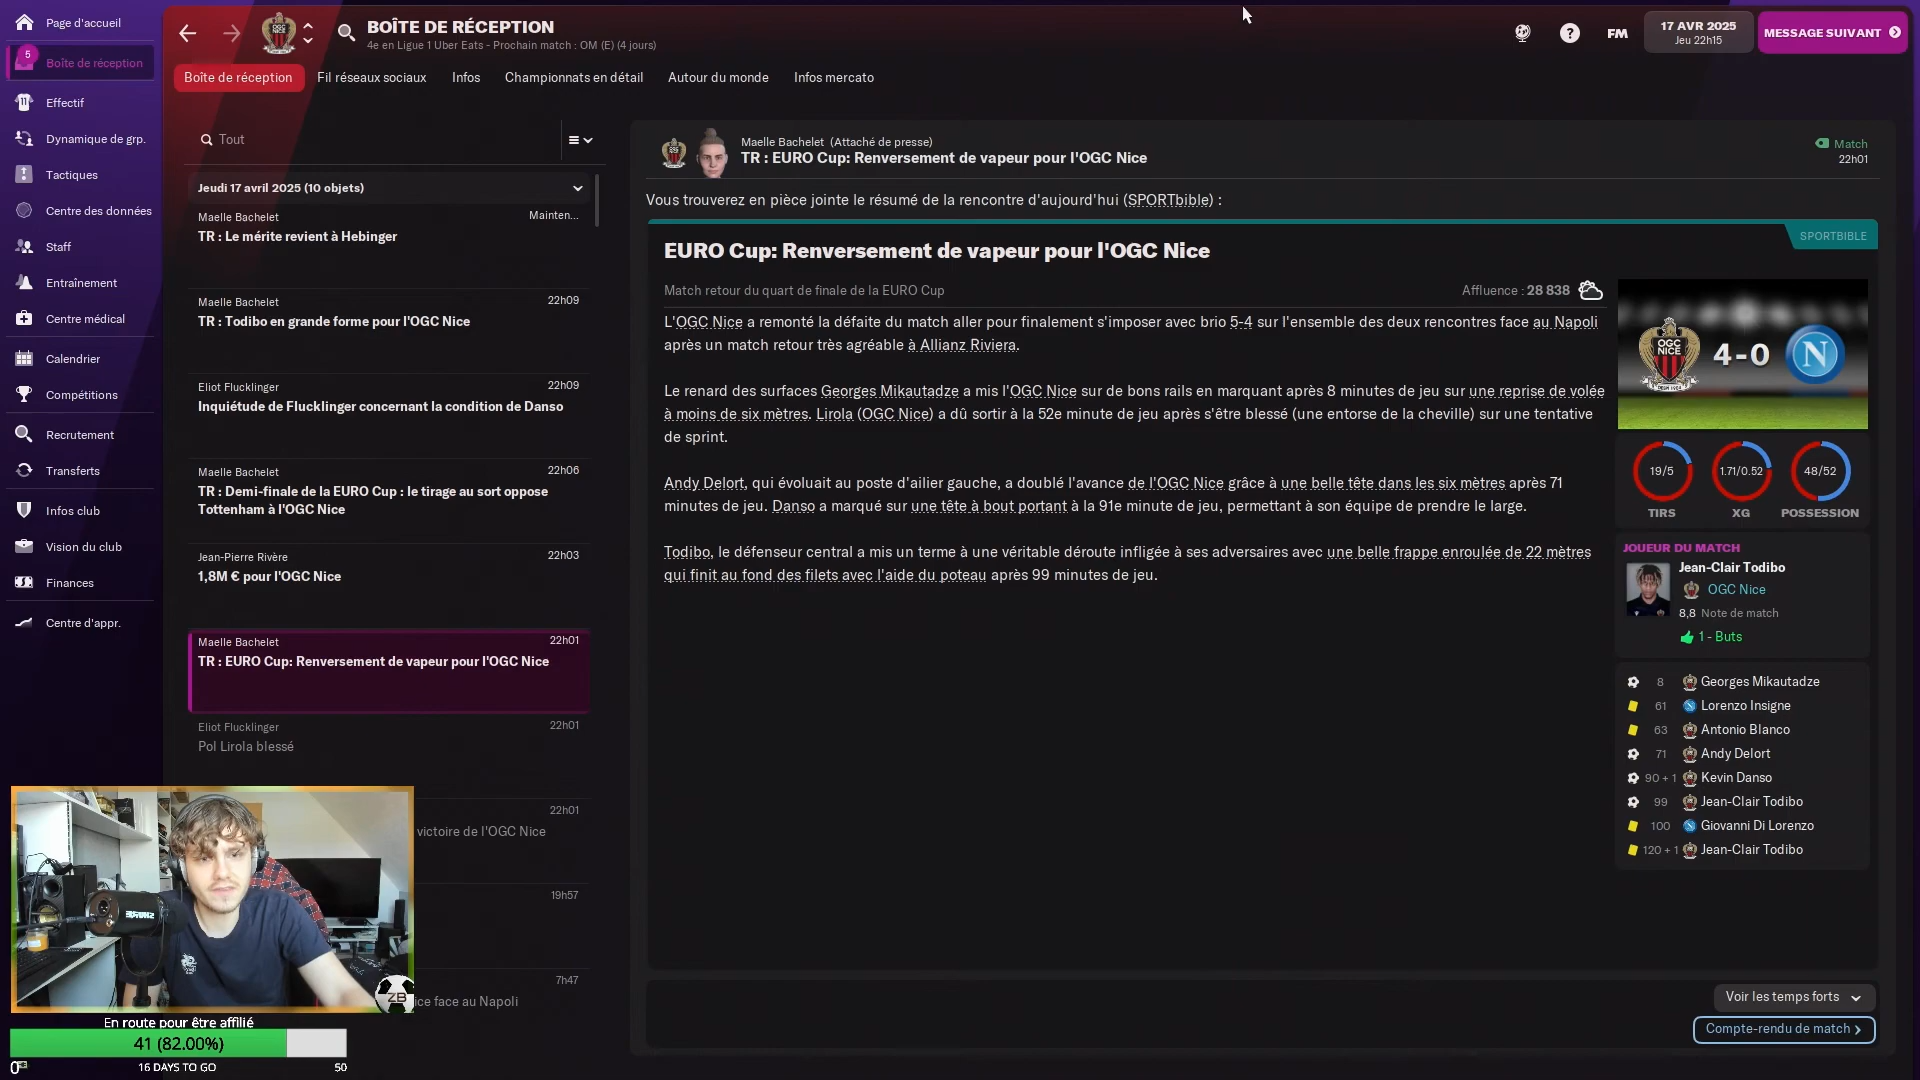 Page d'accueil
5
Boîte de réception
Effectif
Dynamique de grp.
Tactiques
Centre des données
Staff
Entraînement
Centre médical
Calendrier
Compétitions
Recrutement
Transferts
Infos club
Vision du club
Finances
Centre d'appr.
BOÎTE DE RÉCEPTION
4e en Ligue 1 Uber Eats - Prochain match : OM (E) (4 jours)
FM
17 AVR 2025
Jeu 22h15
MESSAGE SUIVANT
Boîte de réception Fil réseaux sociaux Infos Championnats en détail Autour du monde Infos mercato
Tout
Jeudi 17 avril 2025 (10 objets)
Maelle Bachelet Mainten...
TR : Le mérite revient à Hebinger
Maelle Bachelet 22h09
TR : Todibo en grande forme pour l'OGC Nice
Eliot Flucklinger 22h09
Inquiétude de Flucklinger concernant la condition de Danso
Maelle Bachelet 22h06
TR : Demi-finale de la EURO Cup : le tirage au sort oppose
Tottenham à l'OGC Nice
Jean-Pierre Rivère 22h03
1,8M € pour l'OGC Nice
Maelle Bachelet 22h01
TR : EURO Cup: Renversement de vapeur pour l'OGC Nice
Eliot Flucklinger 22h01
Pol Lirola blessé
22h01
victoire de l'OGC Nice
19h57
7h47
ice face au Napoli
Maelle Bachelet (Attaché de presse)
TR : EURO Cup: Renversement de vapeur pour l'OGC Nice
Match
22h01
Vous trouverez en pièce jointe le résumé de la rencontre d'aujourd'hui (SPORTbible) :
SPORTBIBLE
EURO Cup: Renversement de vapeur pour l'OGC Nice
Match retour du quart de finale de la EURO Cup
Affluence : 28 838
L'OGC Nice a remonté la défaite du match aller pour finalement s'imposer avec brio 5-4 sur l'ensemble des deux rencontres face au Napoli
après un match retour très agréable à Allianz Riviera.
Le renard des surfaces Georges Mikautadze a mis l'OGC Nice sur de bons rails en marquant après 8 minutes de jeu sur une reprise de volée
à moins de six mètres. Lirola (OGC Nice) a dû sortir à la 52e minute de jeu après s'être blessé (une entorse de la cheville) sur une tentative
de sprint.
Andy Delort, qui évoluait au poste d'ailier gauche, a doublé l'avance de l'OGC Nice grâce à une belle tête dans les six mètres après 71
minutes de jeu. Danso a marqué sur une tête à bout portant à la 91e minute de jeu, permettant à son équipe de prendre le large.
Todibo, le défenseur central a mis un terme à une véritable déroute infligée à ses adversaires avec une belle frappe enroulée de 22 mètres
qui finit au fond des filets avec l'aide du poteau après 99 minutes de jeu.
OGC
NICE
4-0
N
19/5 1.71/0.52 48/52
TIRS XG POSSESSION
JOUEUR DU MATCH
Jean-Clair Todibo
OGC Nice
8,8 Note de match
1 - Buts
8 Georges Mikautadze
61 Lorenzo Insigne
63 Antonio Blanco
71 Andy Delort
90 + 1 Kevin Danso
99 Jean-Clair Todibo
100 Giovanni Di Lorenzo
120 + 1 Jean-Clair Todibo
Voir les temps forts
Compte-rendu de match
ZB
En route pour être affilié
41 (82.00%)
0
16 DAYS TO GO
50